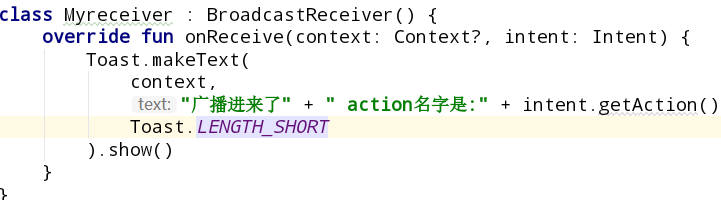 class Myreceiver : BroadcastReceiver() {
override fun onReceive(context: Context?, intent: Intent) {
Toast.makeText(
context,
text: "广播进来了" + " action名字是:" + intent.getAction()
Toast.LENGTH_SHORT
).show()
}
}